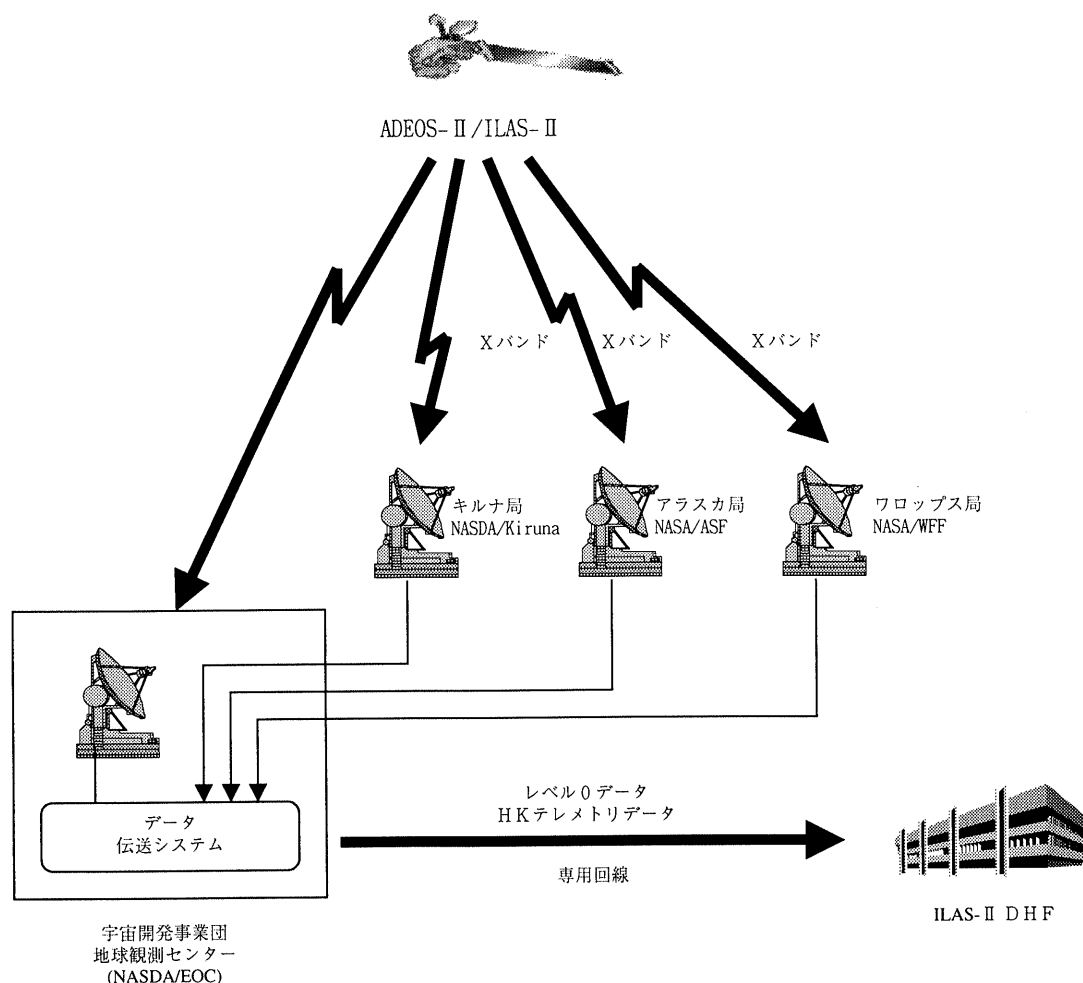 ADEOS-Ⅱ/ILAS-Ⅱ
Xバンド
Xバンド
Xバンド
キルナ局
NASDA/Kiruna
アラスカ局
NASA/ASF
ワロップス局
NASA/WFF
データ
伝送システム
レベル0データ
HKテレメトリデータ
専用回線
ILAS-Ⅱ DHF
宇宙開発事業団
地球観測センター
(NASDA/EOC)